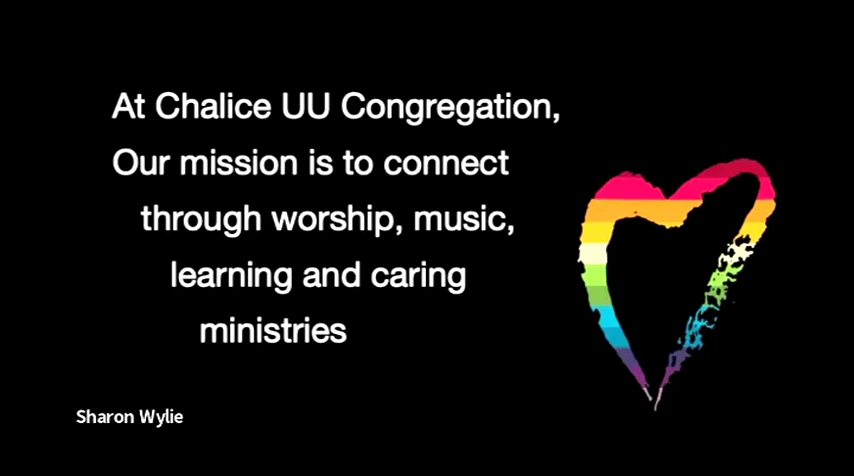 At Chalice UU Congregation,
Our mission is to connect
through worship, music,
learning and caring
ministries
Sharon Wylie